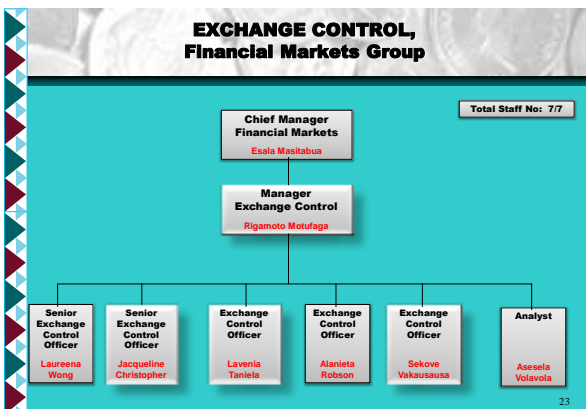 EXCHANGE CONTROL,
Financial Markets Group
Total Staff No: 7/7
Chief Manager
Financial Markets
Esala Masitabua
Manager
Exchange Control
Rigamoto Motufaga
Senior
Exchange
Control
Officer
Laureena
Wong
Senior
Exchange
Control
Officer
Jacqueline
Christopher
Exchange
Control
Officer
Lavenia
Taniela
Exchange
Control
Officer
Alanieta
Robson
Exchange
Control
Officer
Sekove
Vakausausa
Analyst
Asesela
Volavola
23